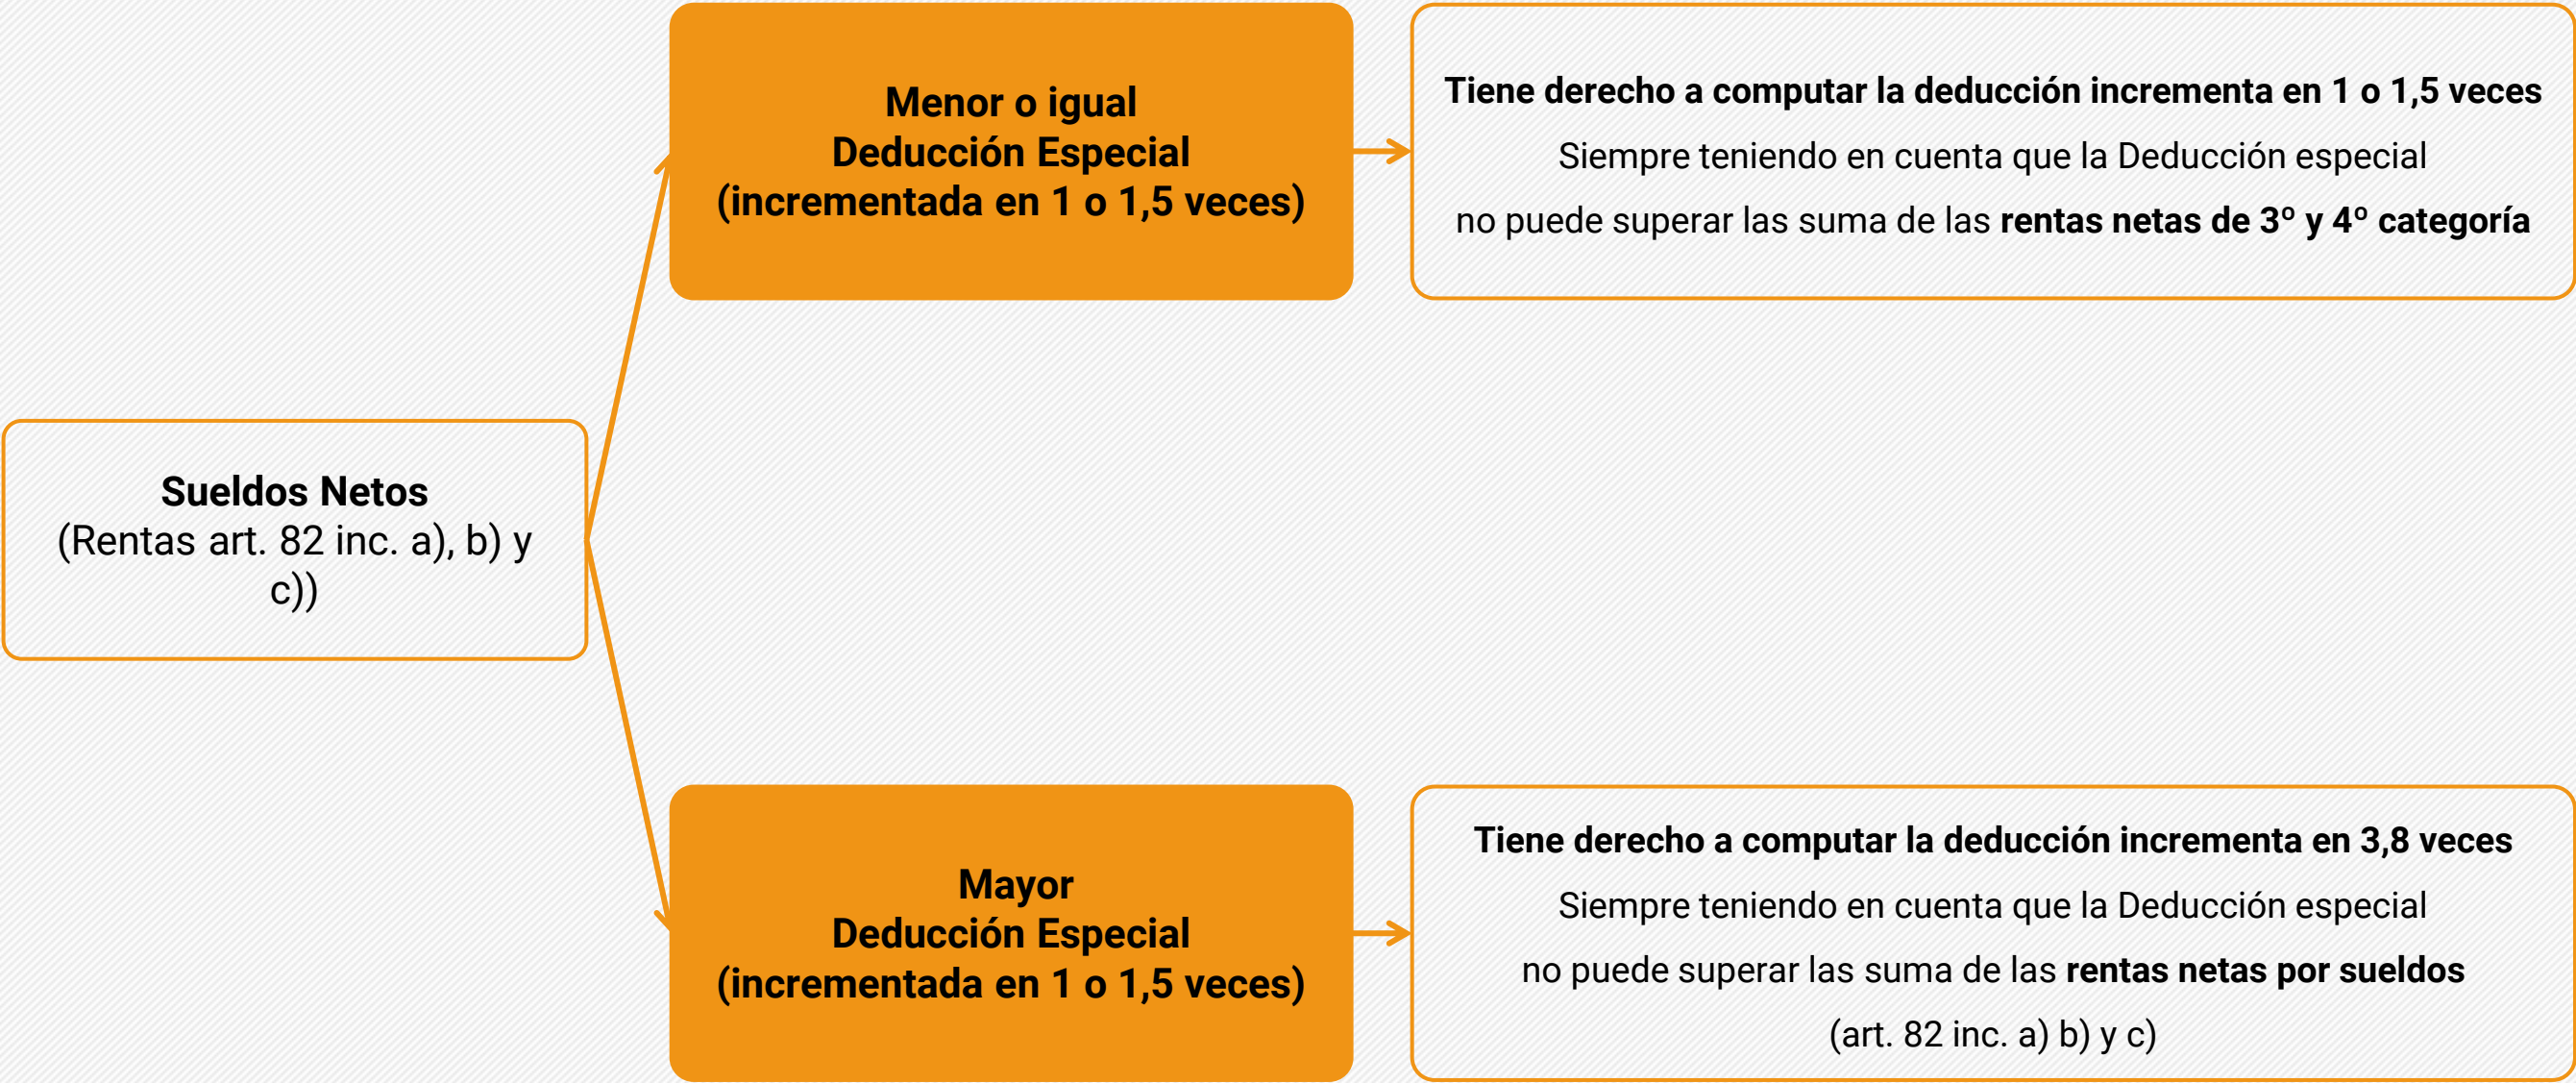 Menor o igual
Deducción Especial
(incrementada en 1 o 1,5 veces)
Tiene derecho a computar la deducción incrementa en 1 o 1,5 veces
Siempre teniendo en cuenta que la Deducción especial
no puede superar las suma de las rentas netas de 3º y 4º categoría
Sueldos Netos
(Rentas art. 82 inc. a), b) y
c))
Mayor
Deducción Especial
(incrementada en 1 o 1,5 veces)
Tiene derecho a computar la deducción incrementa en 3,8 veces
Siempre teniendo en cuenta que la Deducción especial
no puede superar las suma de las rentas netas por sueldos
(art. 82 inc. a) b) y c)